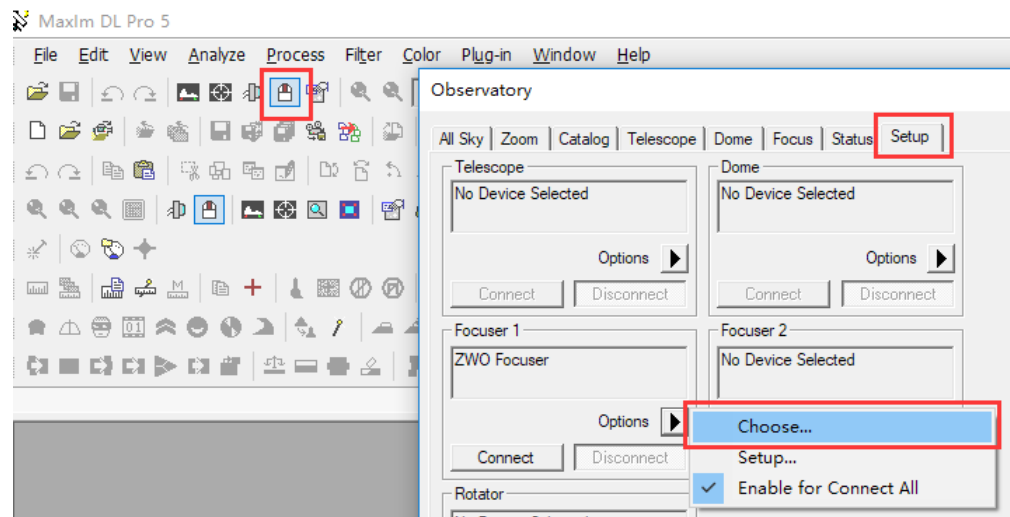 MaxIm DL Pro 5
File Edit View Analyze Process Filter Color Plug-in Window Help
Observatory
All Sky Zoom Catalog Telescope Dome Focus Status Setup
Telescope Dome
No Device Selected No Device Selected
Options Options
Connect Disconnect Connect Disconnect
Focuser 1 Focuser 2
ZWO Focuser No Device Selected
Options Choose...
Connect Disconnect Setup...
Enable for Connect All
Rotator